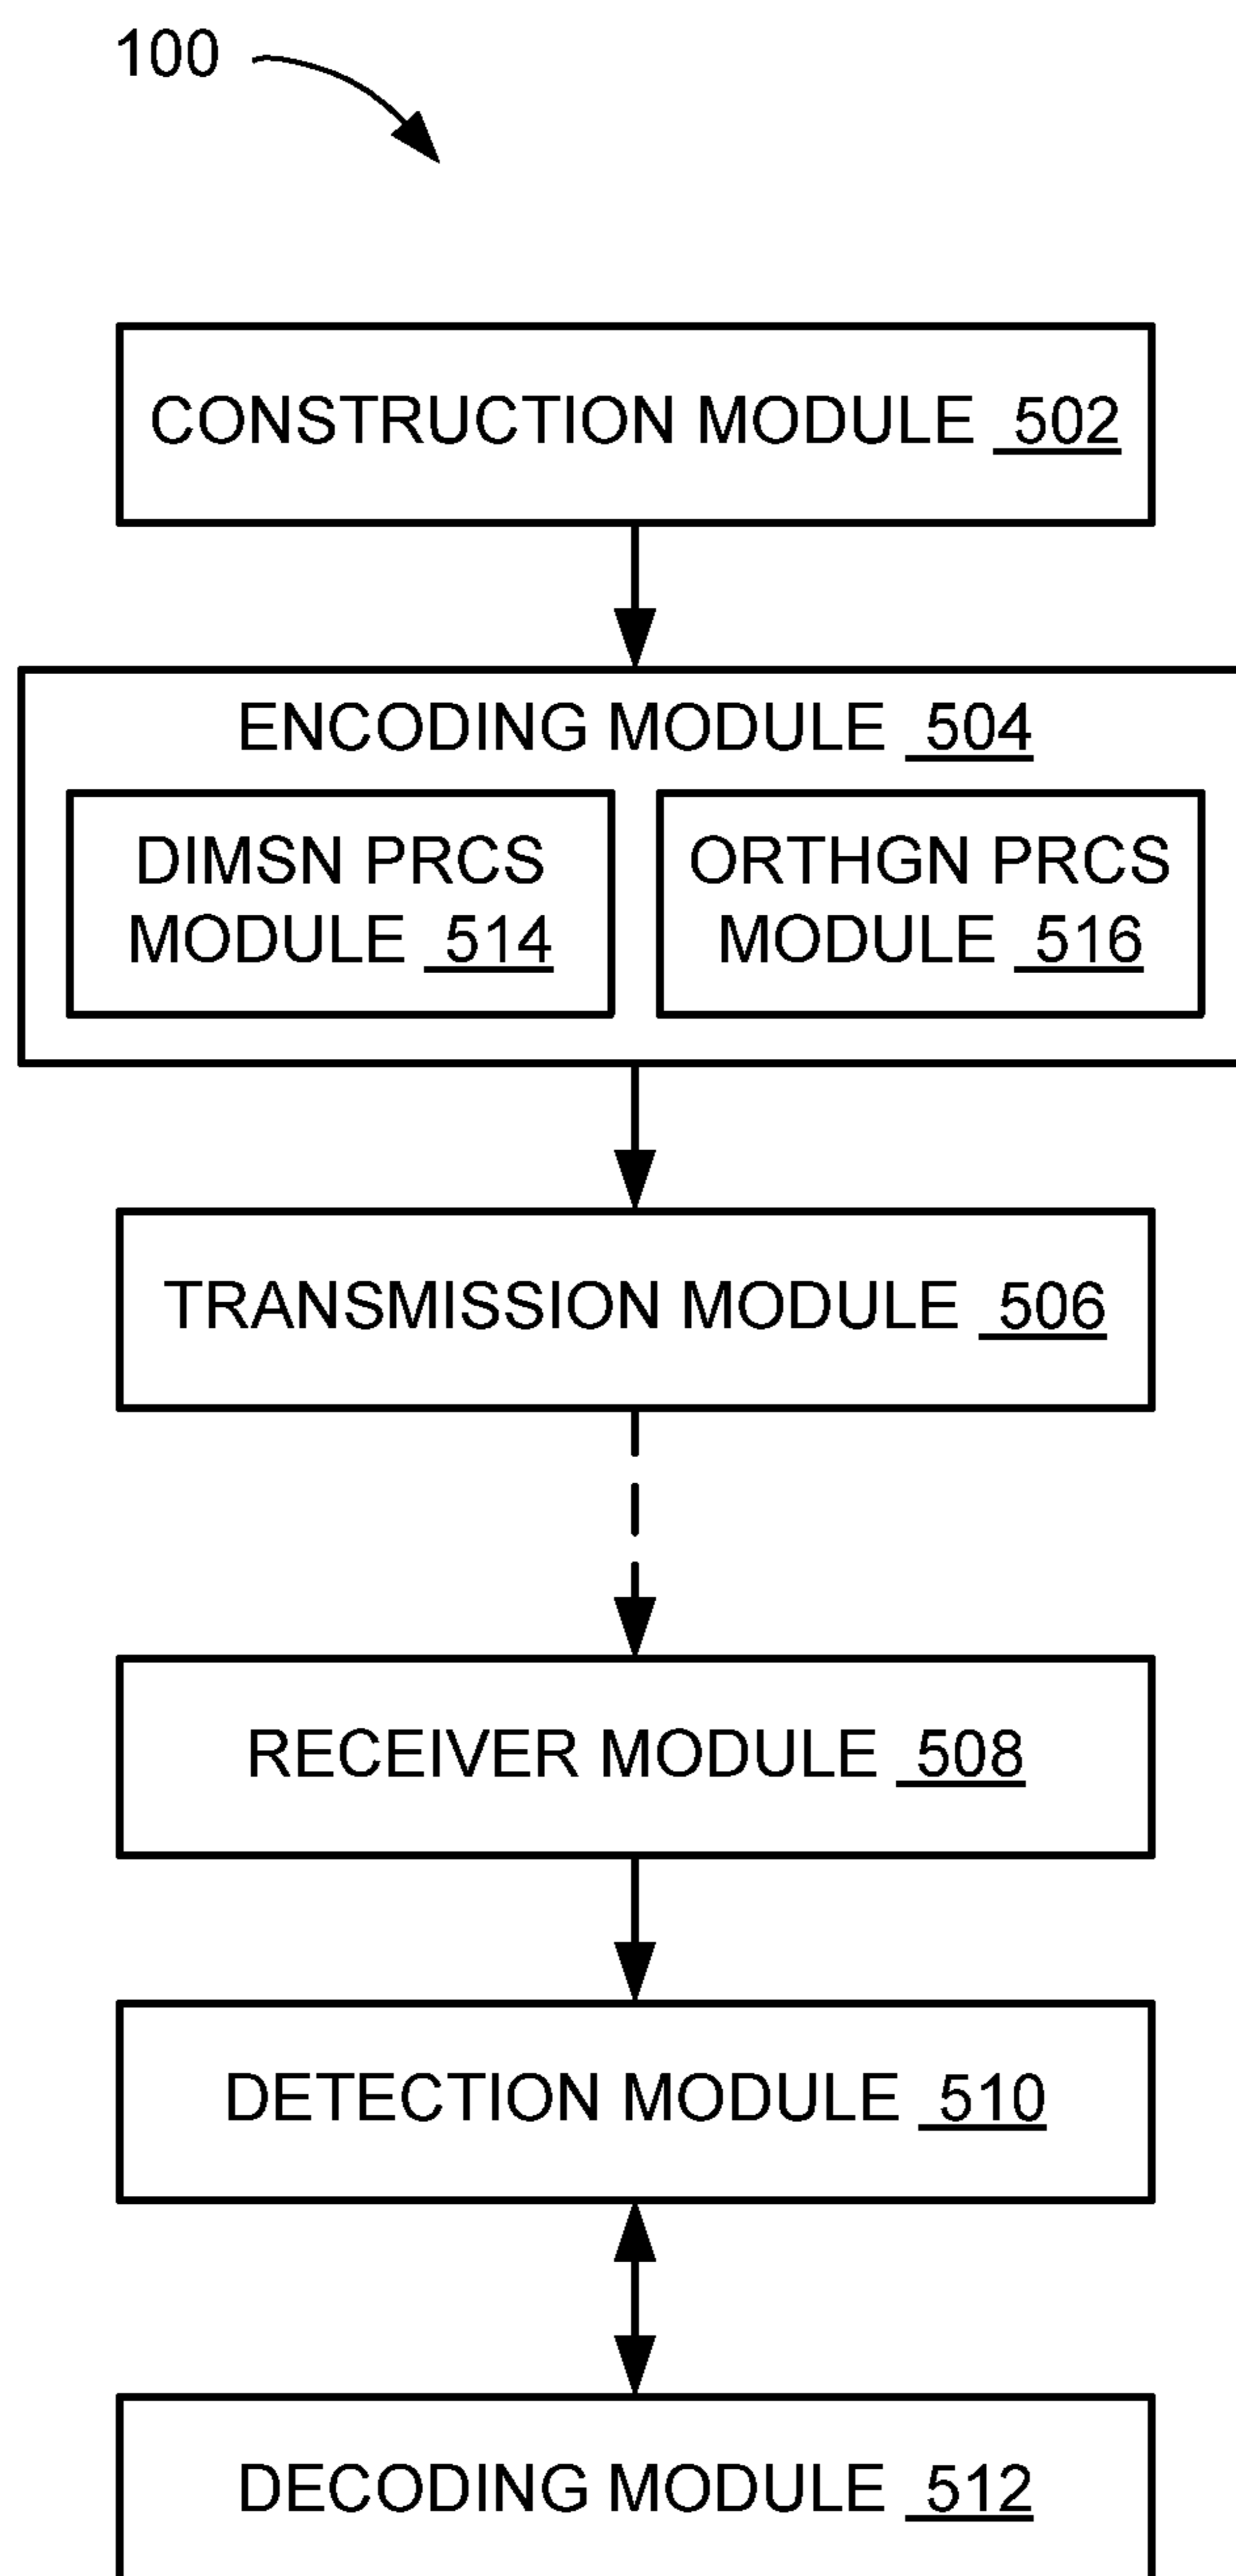 100
CONSTRUCTION MODULE 502
ENCODING MODULE 504
DIMSN PRCS
MODULE 514
ORTHGN PRCS
MODULE 516
TRANSMISSION MODULE 506
RECEIVER MODULE 508
DETECTION MODULE 510
DECODING MODULE 512